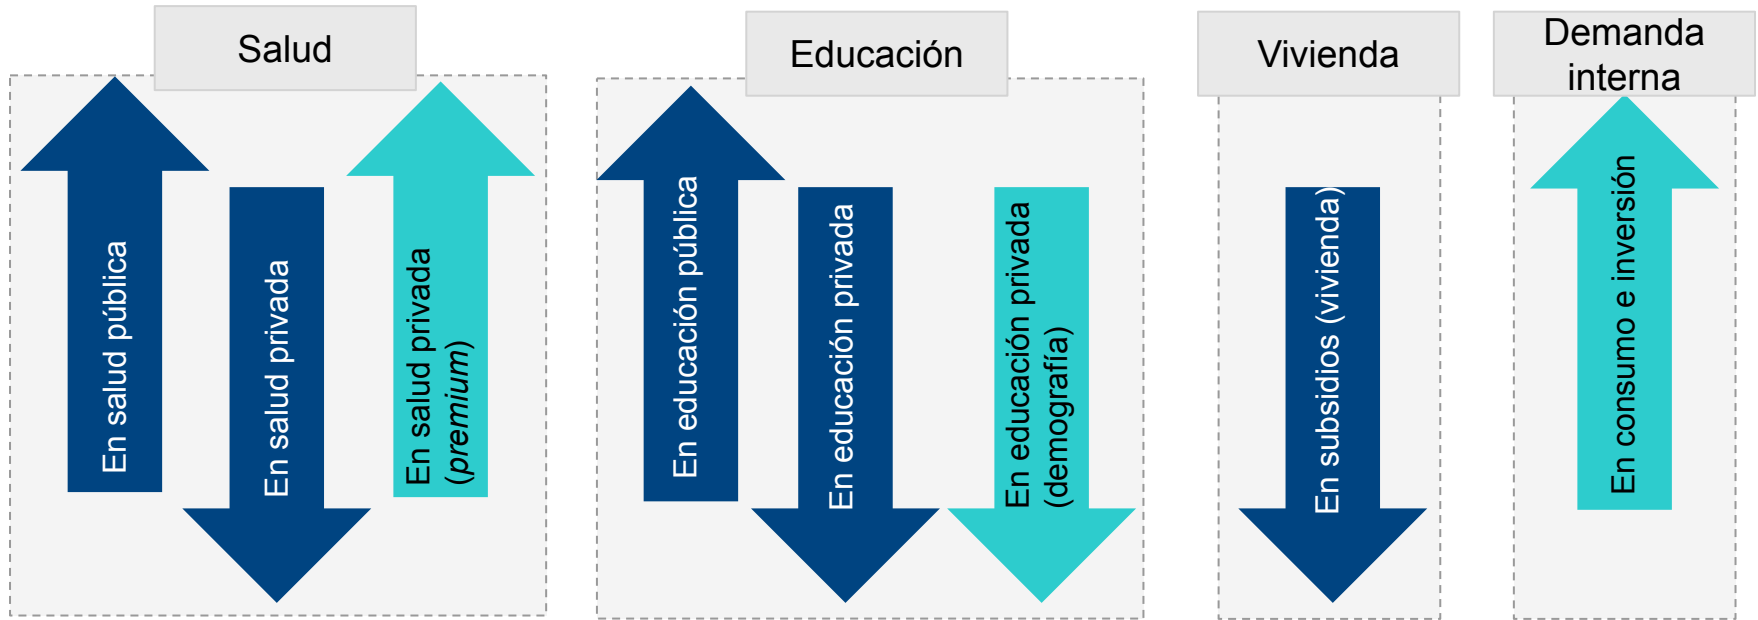 Salud
En salud pública
En salud privada
En salud privada
(premium)
Educación
En educación pública
En educación privada
En educación privada
(demografía)
Vivienda
En subsidios (vivienda)
Demanda
interna
En consumo e inversión